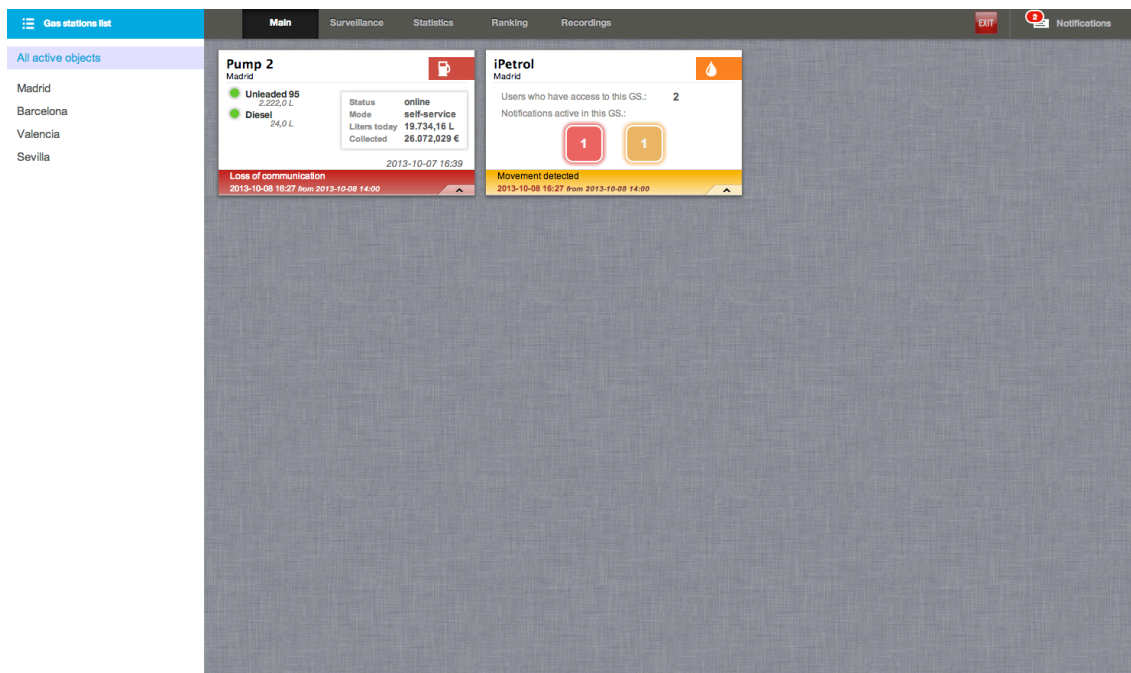 Gas stations list
Main Surveillance Statistics Ranking Recordings
EXIT
2
Notifications
All active objects
Madrid
Barcelona
Valencia
Sevilla
Pump 2
Madrid
Unleaded 95
2.222,0 L
Diesel
24,0 L
Status online
Mode self-service
Liters today 19.734,16 L
Collected 26.072,029 €
2013-10-07 16:39
Loss of communication
2013-10-08 16:27 from 2013-10-08 14:00
iPetrol
Madrid
Users who have access to this GS.: 2
Notifications active in this GS.:
1 1
Movement detected
2013-10-08 16:27 from 2013-10-08 14:00